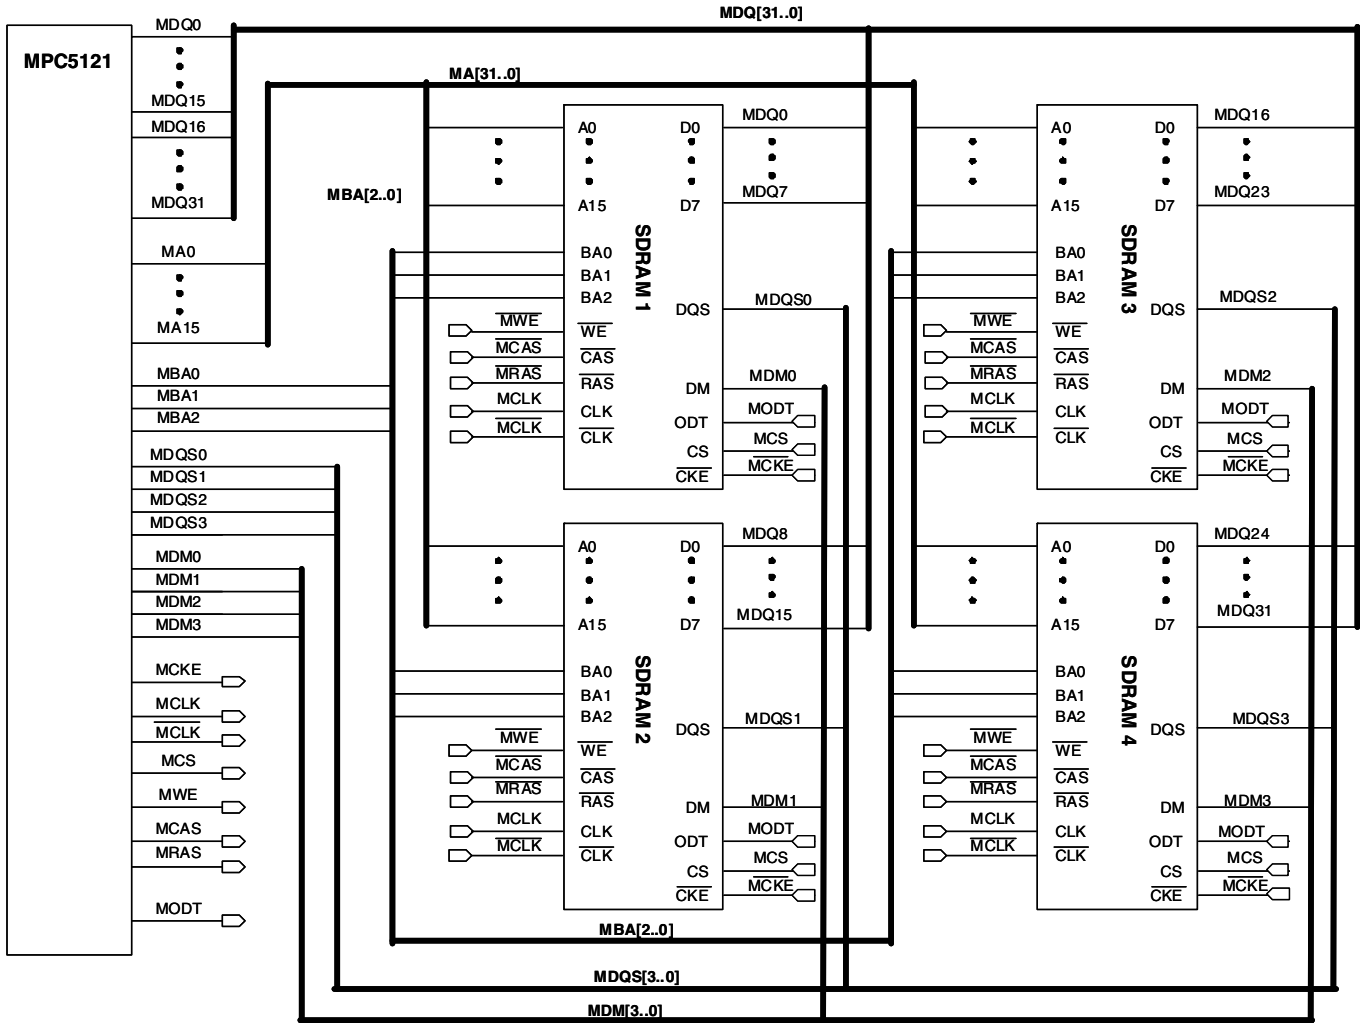 MDQ[31..0]
MPC5121
MDQ0
MDQ15
MDQ16
MDQ31
MA0
MA15
MBA0
MBA1
MBA2
MDQS0
MDQS1
MDQS2
MDQS3
MDM0
MDM1
MDM2
MDM3
MCKE
MCLK
MCLK
MCS
MWE
MCAS
MRAS
MODT
MA[31..0]
MBA[2..0]
MWE
MCAS
MRAS
MCLK
MCLK
A0
A15
BA0
BA1
BA2
WE
CAS
RAS
CLK
CLK
SDRAM 1
D0
D7
DQS
DM
ODT
CS
CKE
MDQ0
MDQ7
MDQS0
MDM0
MODT
MCS
MCKE
MWE
MCAS
MRAS
MCLK
MCLK
A0
A15
BA0
BA1
BA2
WE
CAS
RAS
CLK
CLK
SDRAM 3
D0
D7
DQS
DM
ODT
CS
CKE
MDQ16
MDQ23
MDQS2
MDM2
MODT
MCS
MCKE
MWE
MCAS
MRAS
MCLK
MCLK
A0
A15
BA0
BA1
BA2
WE
CAS
RAS
CLK
CLK
SDRAM 2
D0
D7
DQS
DM
ODT
CS
CKE
MDQ8
MDQ15
MDQS1
MDM1
MODT
MCS
MCKE
MWE
MCAS
MRAS
MCLK
MCLK
A0
A15
BA0
BA1
BA2
WE
CAS
RAS
CLK
CLK
SDRAM 4
D0
D7
DQS
DM
ODT
CS
CKE
MDQ24
MDQ31
MDQS3
MDM3
MODT
MCS
MCKE
MBA[2..0]
MDQS[3..0]
MDM[3..0]